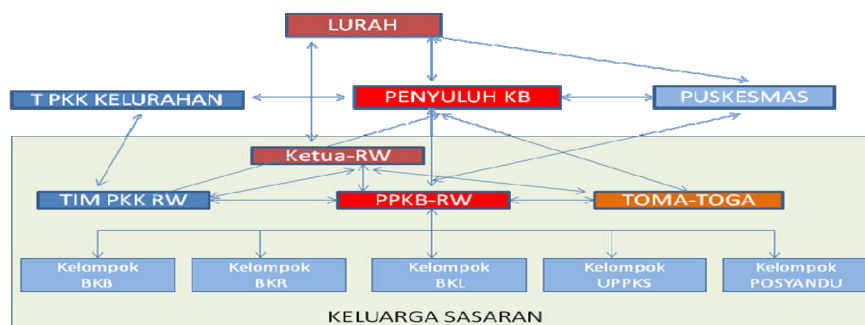 LURAH
T PKK KELURAHAN
PENYULUH KB
PUSKESMAS
Ketua-RW
TIM PKK RW
PPKB-RW
TOMA-TOGA
Kelompok
BKB
Kelompok
BKR
Kelompok
BKL
Kelompok
UPPKS
Kelompok
POSYANDU
KELUARGA SASARAN